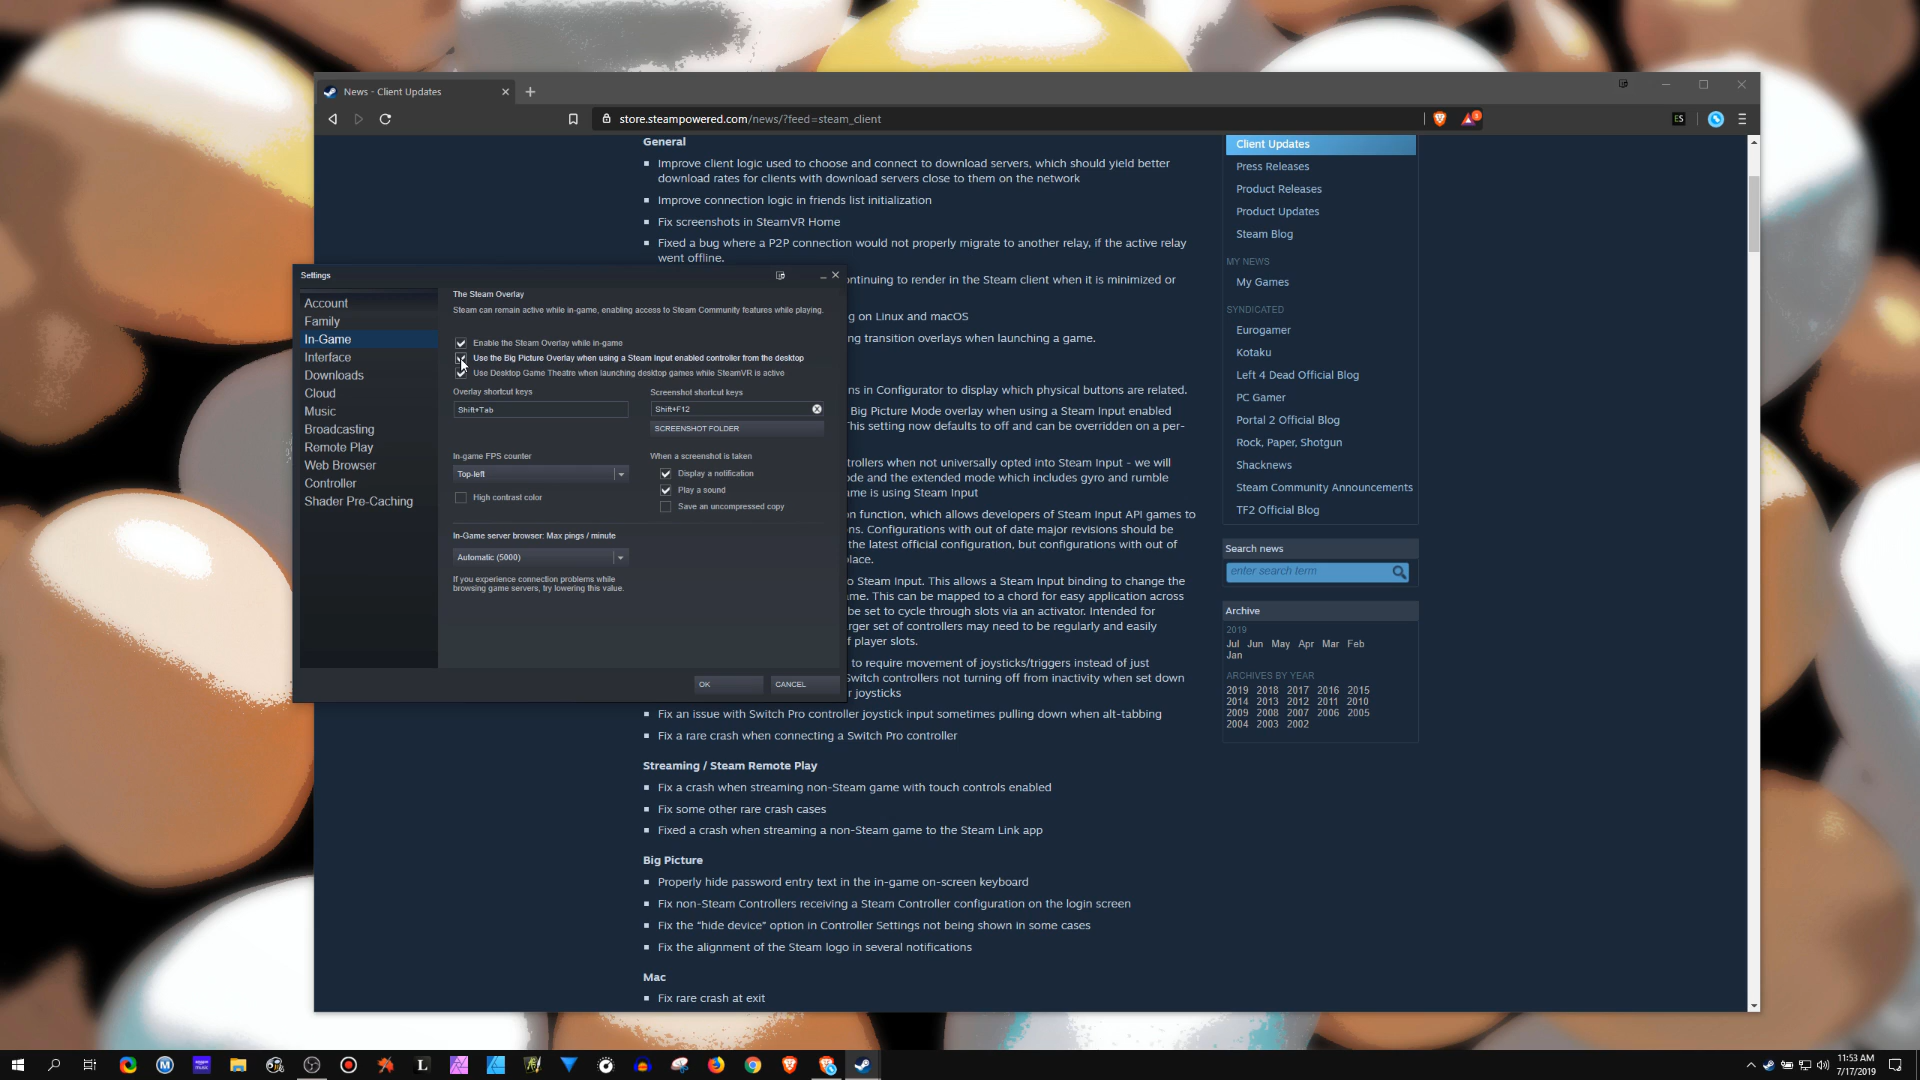 News - Client Updates
store.steampowered.com/news/?feed=steam_client
ES
General
Improve client logic used to choose and connect to download servers, which should yield better
download rates for clients with download servers close to them on the network
Improve connection logic in friends list initialization
Fix screenshots in SteamVR Home
Fixed a bug where a P2P connection would not properly migrate to another relay, if the active relay
went offline.
ntinuing to render in the Steam client when it is minimized or
g on Linux and macOS
ng transition overlays when launching a game.
ns in Configurator to display which physical buttons are related.
Big Picture Mode overlay when using a Steam Input enabled
This setting now defaults to off and can be overridden on a per-
trollers when not universally opted into Steam Input - we will
ode and the extended mode which includes gyro and rumble
ame is using Steam Input
n function, which allows developers of Steam Input API games to
ns. Configurations with out of date major revisions should be
the latest official configuration, but configurations with out of
place.
o Steam Input. This allows a Steam Input binding to change the
ame. This can be mapped to a chord for easy application across
be set to cycle through slots via an activator. Intended for
rger set of controllers may need to be regularly and easily
f player slots.
to require movement of joysticks/triggers instead of just
Switch controllers not turning off from inactivity when set down
r joysticks
Fix an issue with Switch Pro controller joystick input sometimes pulling down when alt-tabbing
Fix a rare crash when connecting a Switch Pro controller
Streaming / Steam Remote Play
Fix a crash when streaming non-Steam game with touch controls enabled
Fix some other rare crash cases
Fixed a crash when streaming a non-Steam game to the Steam Link app
Big Picture
Properly hide password entry text in the in-game on-screen keyboard
Fix non-Steam Controllers receiving a Steam Controller configuration on the login screen
Fix the "hide device" option in Controller Settings not being shown in some cases
Fix the alignment of the Steam logo in several notifications
Mac
Fix rare crash at exit
Client Updates
Press Releases
Product Releases
Product Updates
Steam Blog
MY NEWS
My Games
SYNDICATED
Eurogamer
Kotaku
Left 4 Dead Official Blog
PC Gamer
Portal 2 Official Blog
Rock, Paper, Shotgun
Shacknews
Steam Community Announcements
TF2 Official Blog
Search news
enter search term
Archive
2019
Jul Jun May Apr Mar Feb
Jan
ARCHIVES BY YEAR
2019 2018 2017 2016 2015
2014 2013 2012 2011 2010
2009 2008 2007 2006 2005
2004 2003 2002
Settings
Account
Family
In-Game
Interface
Downloads
Cloud
Music
Broadcasting
Remote Play
Web Browser
Controller
Shader Pre-Caching
The Steam Overlay
Steam can remain active while in-game, enabling access to Steam Community features while playing.
Enable the Steam Overlay while in-game
Use the Big Picture Overlay when using a Steam Input enabled controller from the desktop
Use Desktop Game Theatre when launching desktop games while SteamVR is active
Overlay shortcut keys
Shift+Tab
Screenshot shortcut keys
Shift+F12
SCREENSHOT FOLDER
In-game FPS counter
Top-left
High contrast color
When a screenshot is taken
Display a notification
Play a sound
Save an uncompressed copy
In-Game server browser: Max pings / minute
Automatic (5000)
If you experience connection problems while
browsing game servers, try lowering this value.
OK
CANCEL
11:53 AM
7/17/2019